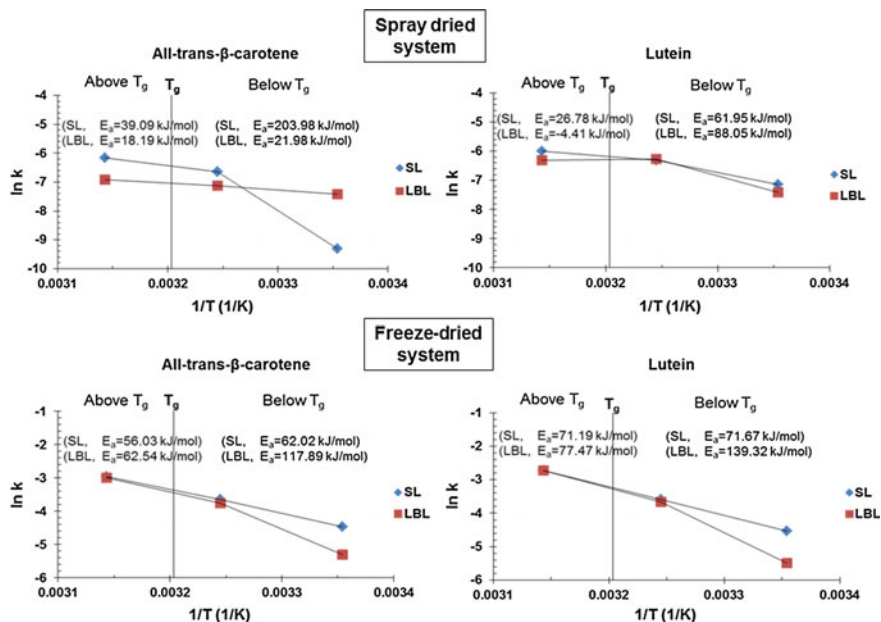 Spray dried
system
All-trans-β-carotene
Above Tg Tg Below Tg
(SL, Ea=39.09 kJ/mol) (SL, Ea=203.98 kJ/mol)
(LBL, Ea=18.19 kJ/mol) (LBL, Ea=21.98 kJ/mol)
ln k
-4
-5
-6
-7
-8
-9
-10
0.0031 0.0032 0.0033 0.0034
1/T (1/K)
SL
LBL
Lutein
Above Tg Tg Below Tg
(SL, Ea=26.78 kJ/mol) (SL, Ea=61.95 kJ/mol)
(LBL, Ea=-4.41 kJ/mol) (LBL, Ea=88.05 kJ/mol)
ln k
-4
-5
-6
-7
-8
-9
-10
0.0031 0.0032 0.0033 0.0034
1/T (1/K)
SL
LBL
Freeze-dried
system
All-trans-β-carotene
Above Tg Tg Below Tg
(SL, Ea=56.03 kJ/mol) (SL, Ea=62.02 kJ/mol)
(LBL, Ea=62.54 kJ/mol) (LBL, Ea=117.89 kJ/mol)
ln k
-1
-2
-3
-4
-5
-6
0.0031 0.0032 0.0033 0.0034
1/T (1/K)
SL
LBL
Lutein
Above Tg Tg Below Tg
(SL, Ea=71.19 kJ/mol) (SL, Ea=71.67 kJ/mol)
(LBL, Ea=77.47 kJ/mol) (LBL, Ea=139.32 kJ/mol)
ln k
-1
-2
-3
-4
-5
-6
0.0031 0.0032 0.0033 0.0034
1/T (1/K)
SL
LBL